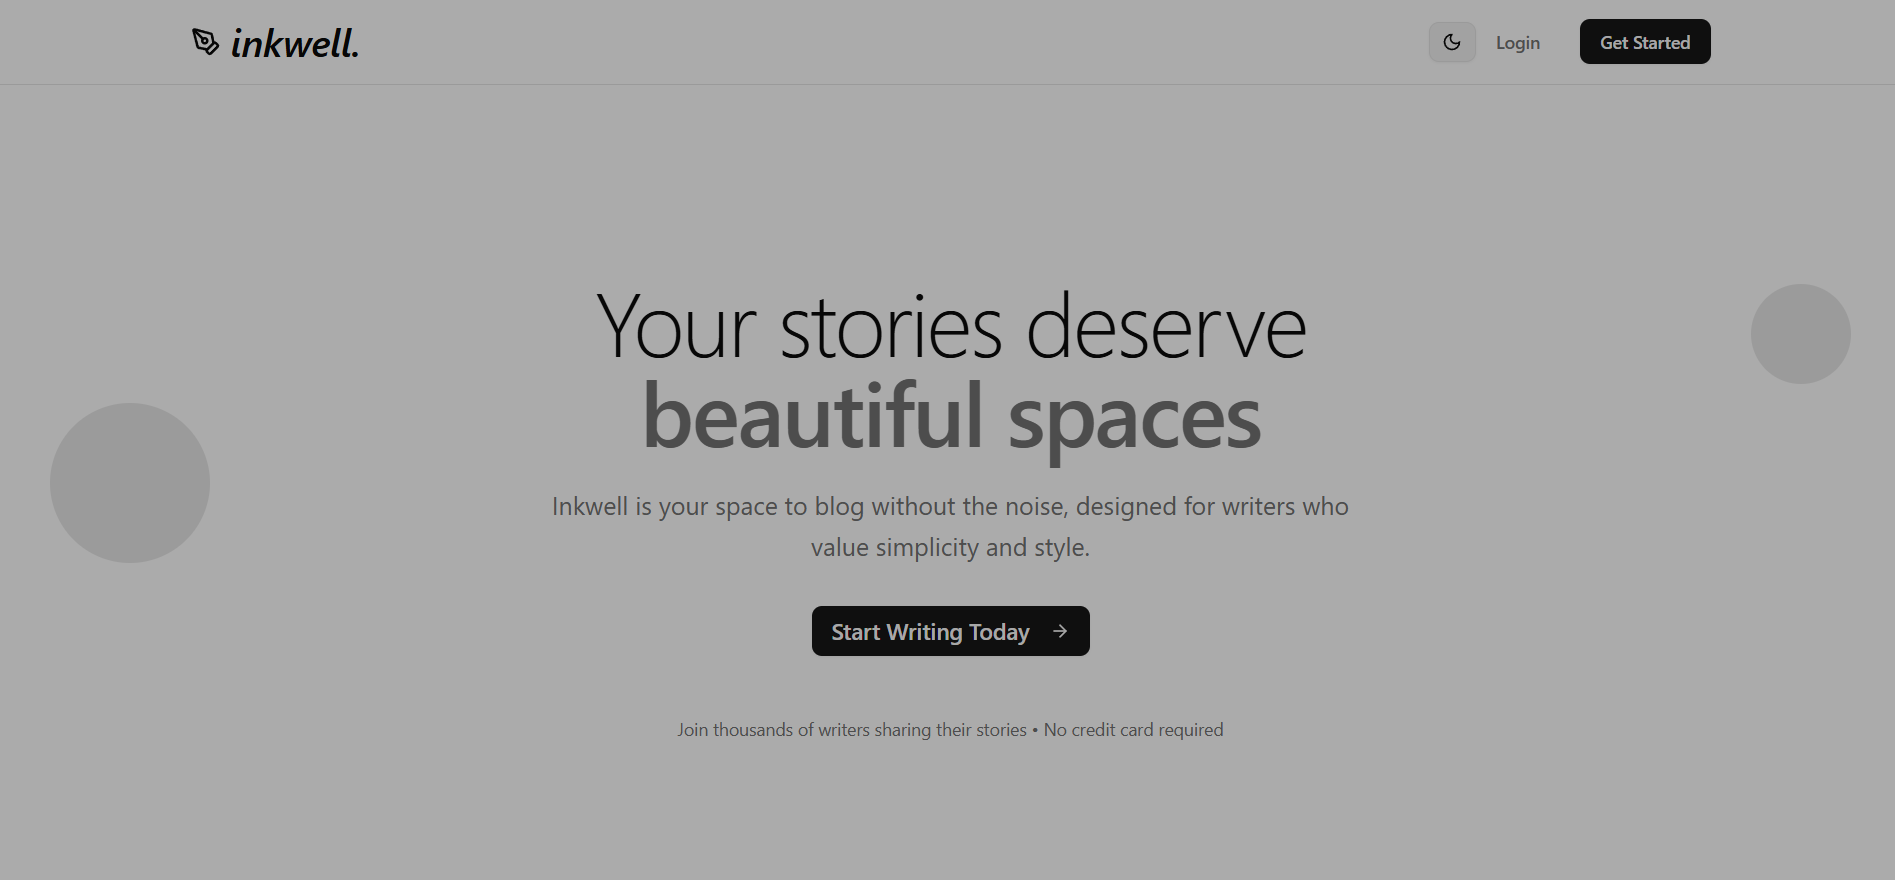 inkwell.
Login
Get Started
Your stories deserve
beautiful spaces
Inkwell is your space to blog without the noise, designed for writers who
value simplicity and style.
Start Writing Today
Join thousands of writers sharing their stories • No credit card required